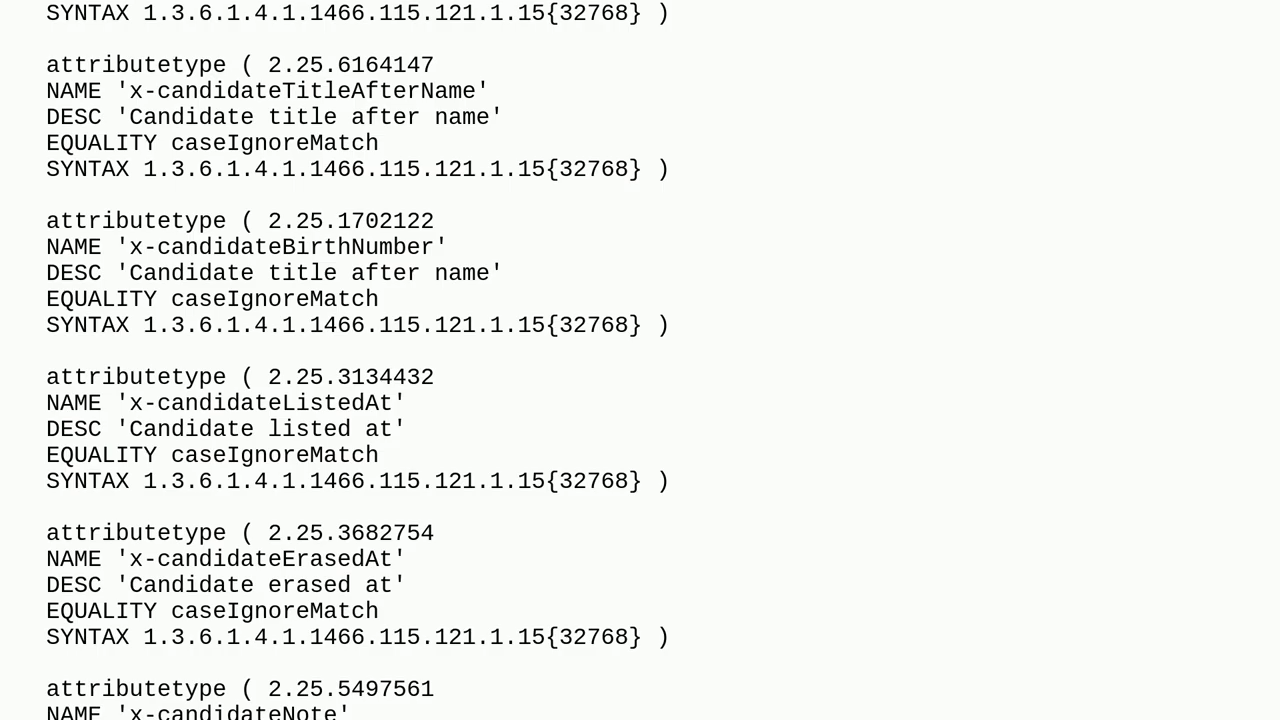 SYNTAX 1.3.6.1.4.1.1466.115.121.1.15{32768} )
attributetype ( 2.25.6164147
NAME 'x-candidateTitleAfterName'
DESC 'Candidate title after name'
EQUALITY caseIgnoreMatch
SYNTAX 1.3.6.1.4.1.1466.115.121.1.15{32768} )
attributetype ( 2.25.1702122
NAME 'x-candidateBirthNumber'
DESC 'Candidate title after name'
EQUALITY caseIgnoreMatch
SYNTAX 1.3.6.1.4.1.1466.115.121.1.15{32768} )
attributetype ( 2.25.3134432
NAME 'x-candidateListedAt'
DESC 'Candidate listed at'
EQUALITY caseIgnoreMatch
SYNTAX 1.3.6.1.4.1.1466.115.121.1.15{32768} )
attributetype ( 2.25.3682754
NAME 'x-candidateErasedAt'
DESC 'Candidate erased at'
EQUALITY caseIgnoreMatch
SYNTAX 1.3.6.1.4.1.1466.115.121.1.15{32768} )
attributetype ( 2.25.5497561
NAME 'x-candidateNote'